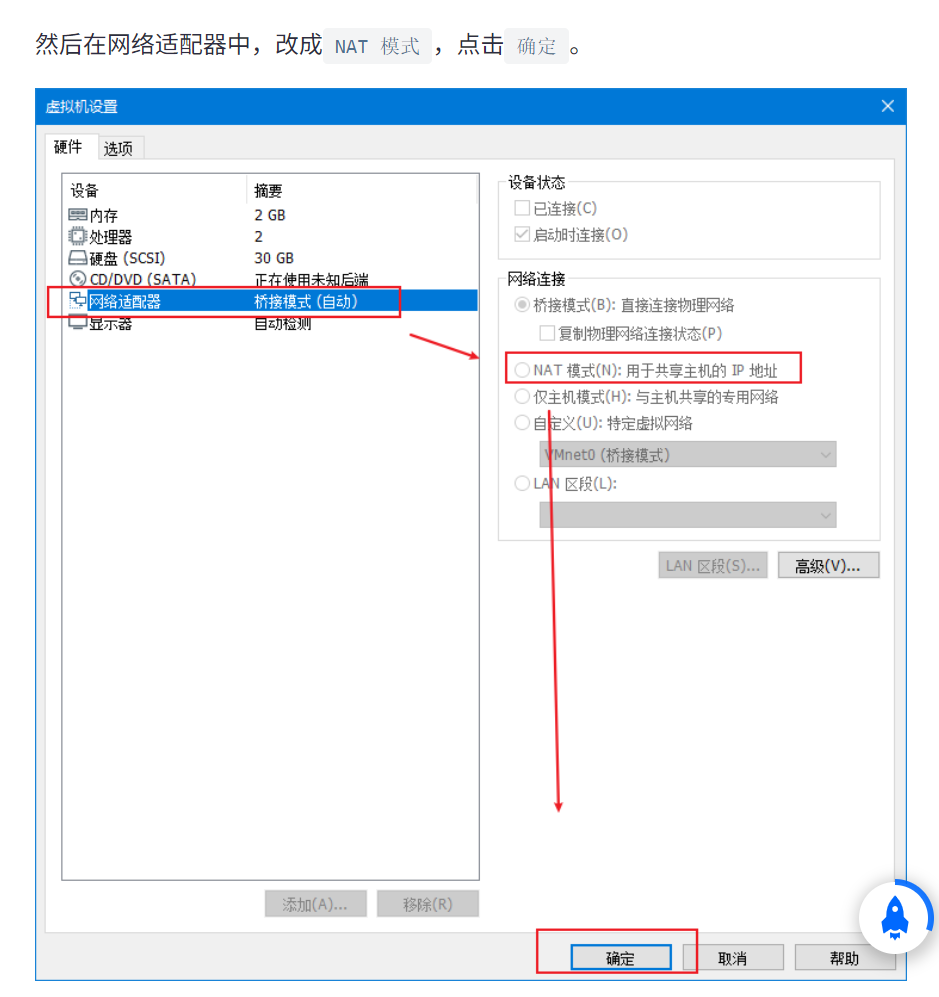 然后在网络适配器中，改成 NAT 模式 ，点击 确定 。
虚拟机设置
硬件 选项
设备 摘要
内存 2 GB
处理器 2
硬盘 (SCSI) 30 GB
CD/DVD (SATA) 正在使用未知后端
网络适配器 桥接模式 (自动)
显示器 自动检测
添加(A)... 移除(R)
设备状态
已连接(C)
启动时连接(O)
网络连接
桥接模式(B): 直接连接物理网络
复制物理网络连接状态(P)
NAT 模式(N): 用于共享主机的 IP 地址
仅主机模式(H): 与主机共享的专用网络
自定义(U): 特定虚拟网络
VMnet0 (桥接模式)
LAN 区段(L):
LAN 区段(S)... 高级(V)...
确定 取消 帮助